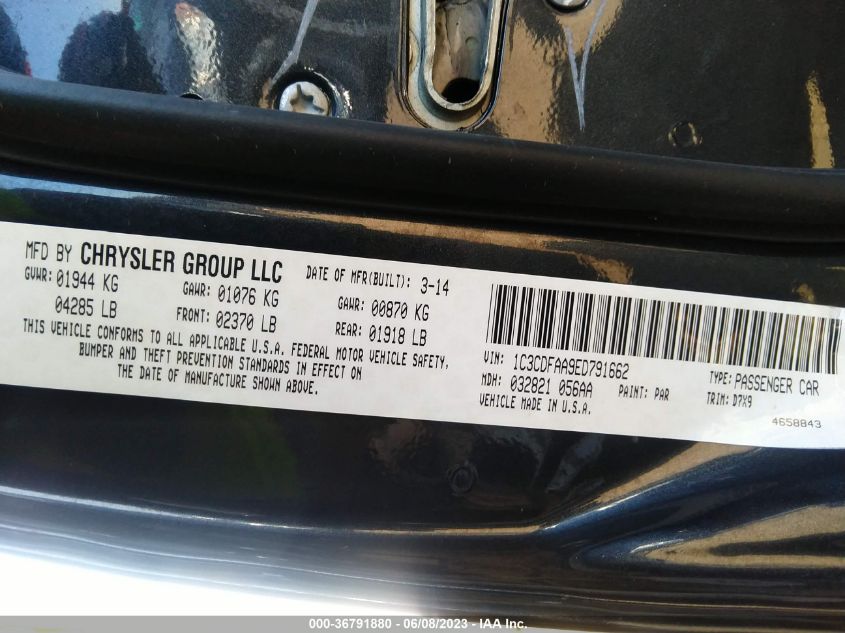 MFD BY CHRYSLER GROUP LLC
DATE OF MFR(BUILT): 3-14
GVWR: 01944 KG GAWR: 01076 KG GAWR: 00870 KG
04285 LB FRONT: 02370 LB REAR: 01918 LB
THIS VEHICLE CONFORMS TO ALL APPLICABLE U.S.A. FEDERAL MOTOR VEHICLE SAFETY,
BUMPER AND THEFT PREVENTION STANDARDS IN EFFECT ON
THE DATE OF MANUFACTURE SHOWN ABOVE.
VIN: 1C3CDFAA9ED791662 TYPE: PASSENGER CAR
MDH: 032821 056AA PAINT: PAR TRIM: D7X9
VEHICLE MADE IN U.S.A. 4658843
000-36791880 - 06/08/2023 - IAA Inc.